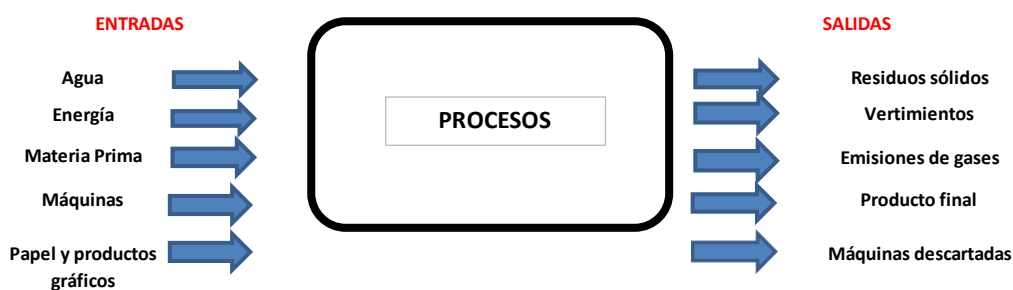 ENTRADAS
Agua
Energía
Materia Prima
Máquinas
Papel y productos
gráficos
PROCESOS
SALIDAS
Residuos sólidos
Vertimientos
Emisiones de gases
Producto final
Máquinas descartadas